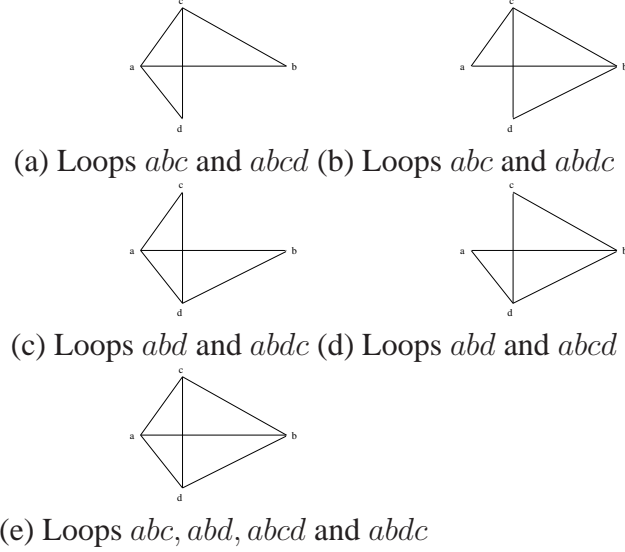 c c
a b a b
d d
(a) Loops abc and abcd (b) Loops abc and abdc
c c
a b a b
d d
(c) Loops abd and abdc (d) Loops abd and abcd
c
a b
d
(e) Loops abc, abd, abcd and abdc